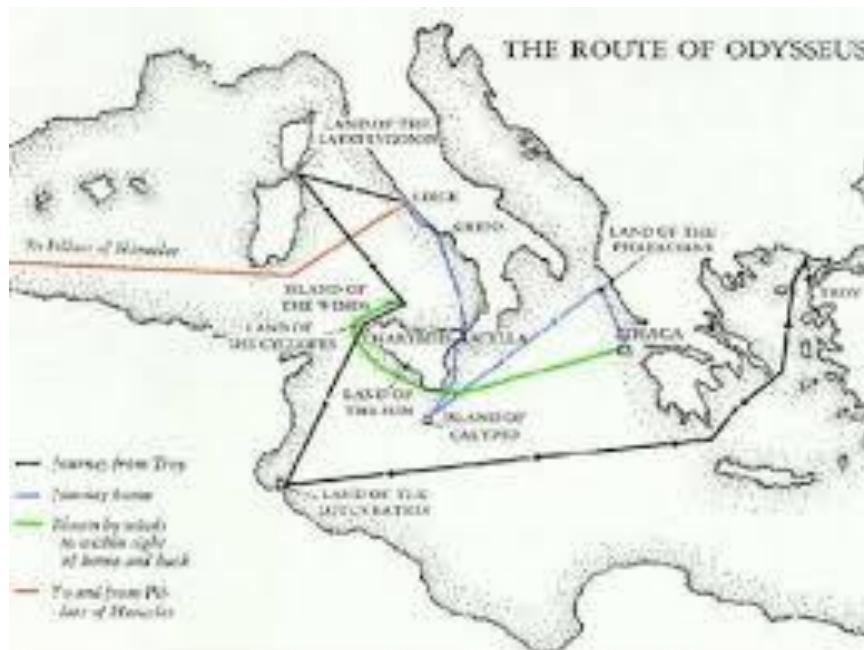 THE ROUTE OF ODYSSEUS
LAND OF THE
LAESTRYGONES
CIRCE
SIRENS
LAND OF THE
PHAEACIANS
To Pillars of Heracles
TROY
ISLAND OF
THE WINDS
LAND OF
THE CYCLOPES
CHARYBDIS
SCYLLA
ITHACA
LAND OF
THE SUN
ISLAND OF
CALYPSO
Journey from Troy
LAND OF THE
LOTUS EATERS
Journey home
Blown by winds
to within sight
of home and back
To and from Pil-
lars of Heracles